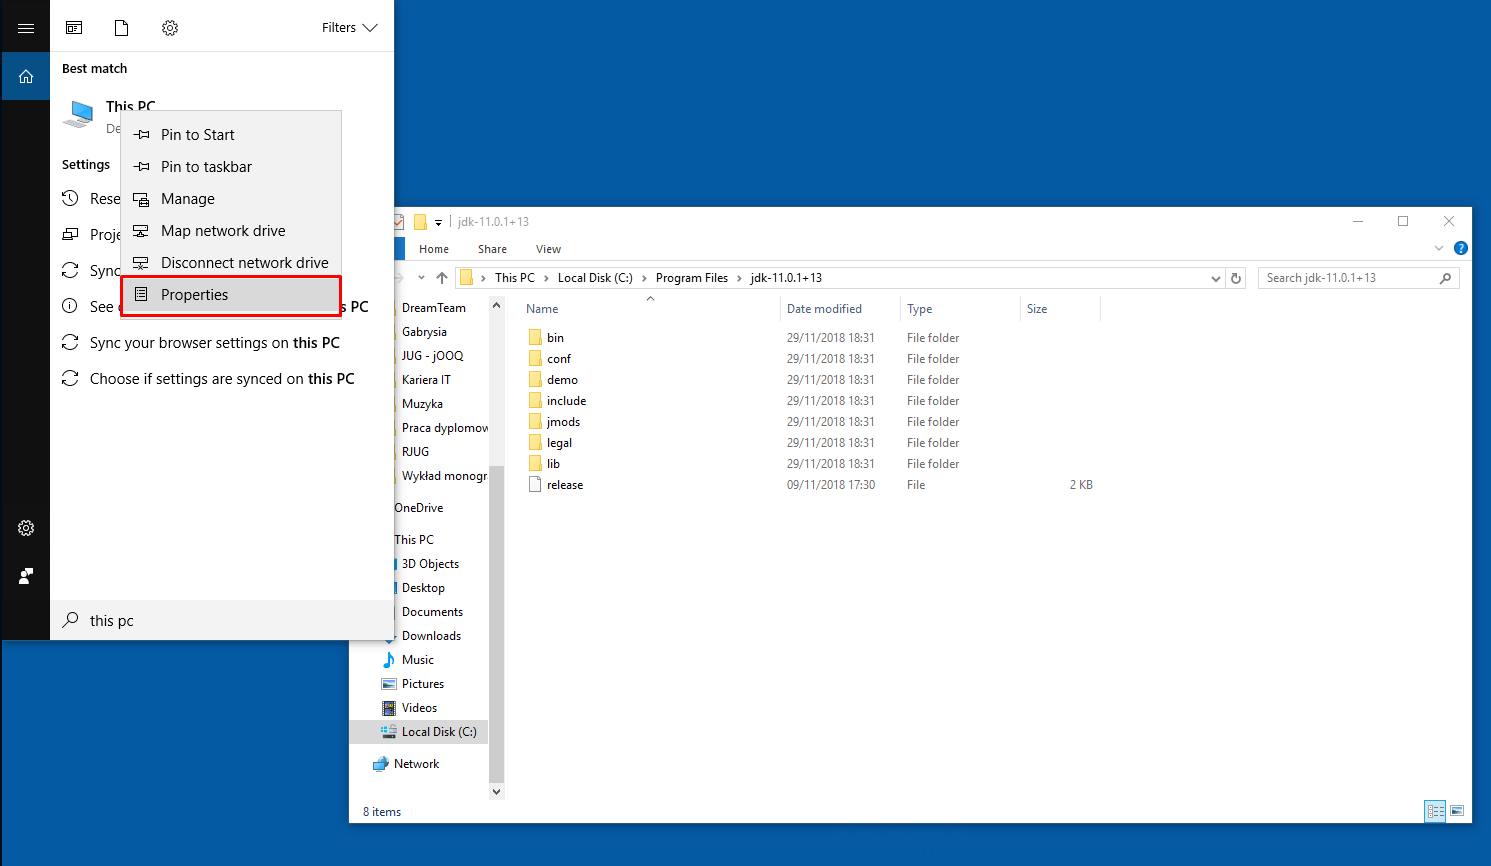 Filters
Best match
This PC
De
Pin to Start
Pin to taskbar
Manage
Map network drive
Disconnect network drive
Properties
Settings
Rese
Proje
Sync
See s PC
Sync your browser settings on this PC
Choose if settings are synced on this PC
this pc
jdk-11.0.1+13
Home Share View
This PC > Local Disk (C:) > Program Files > jdk-11.0.1+13
Search jdk-11.0.1+13
DreamTeam
Gabrysia
JUG - jOOQ
Kariera IT
Muzyka
Praca dyplomow
RJUG
Wykład monogr
OneDrive
This PC
3D Objects
Desktop
Documents
Downloads
Music
Pictures
Videos
Local Disk (C:)
Network
Name Date modified Type Size
bin 29/11/2018 18:31 File folder
conf 29/11/2018 18:31 File folder
demo 29/11/2018 18:31 File folder
include 29/11/2018 18:31 File folder
jmods 29/11/2018 18:31 File folder
legal 29/11/2018 18:31 File folder
lib 29/11/2018 18:31 File folder
release 09/11/2018 17:30 File 2 KB
8 items